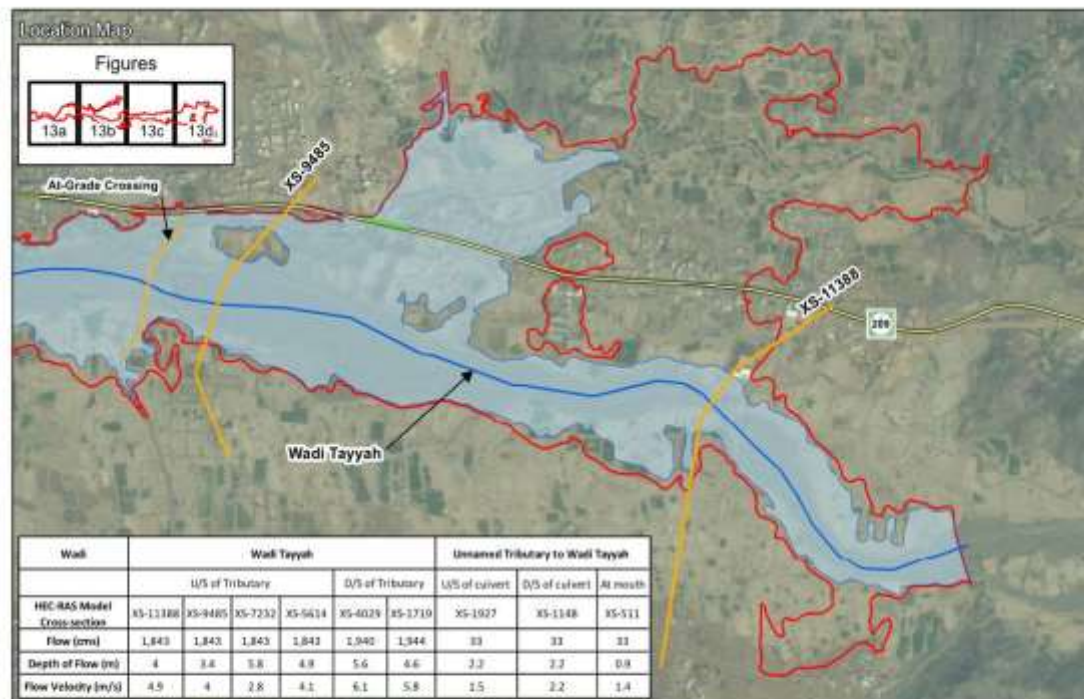 Location Map
Figures
13a 13b 13c 13d
At-Grade Crossing
XS-9485
XS-11388
209
Wadi Tayyah
Wadi Wadi Tayyah Unnamed Tributary to Wadi Tayyah
U/S of Tributary D/S of Tributary U/S of culvert D/S of culvert At mouth
HEC-RAS Model
Cross-section XS-11388 XS-9485 XS-7232 XS-5614 XS-4029 XS-1719 XS-1927 XS-1148 XS-511
Flow (cms) 1,843 1,843 1,843 1,843 1,940 1,944 33 33 33
Depth of Flow (m) 4 3.4 5.8 4.9 5.6 4.6 2.2 2.2 0.9
Flow Velocity (m/s) 4.9 4 2.8 4.1 6.1 5.8 1.5 2.2 1.4